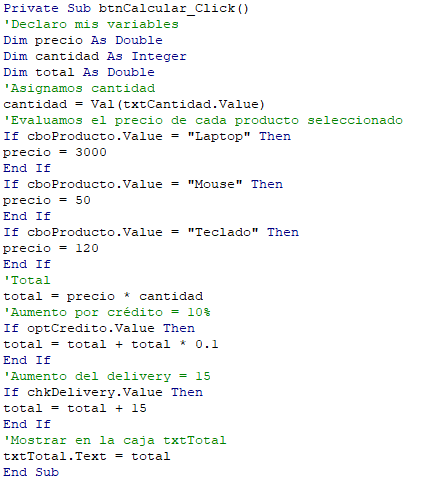 Private Sub btnCalcular_Click()
'Declaro mis variables
Dim precio As Double
Dim cantidad As Integer
Dim total As Double
'Asignamos cantidad
cantidad = Val(txtCantidad.Value)
'Evaluamos el precio de cada producto seleccionado
If cboProducto.Value = "Laptop" Then
precio = 3000
End If
If cboProducto.Value = "Mouse" Then
precio = 50
End If
If cboProducto.Value = "Teclado" Then
precio = 120
End If
'Total
total = precio * cantidad
'Aumento por crédito = 10%
If optCredito.Value Then
total = total + total * 0.1
End If
'Aumento del delivery = 15
If chkDelivery.Value Then
total = total + 15
End If
'Mostrar en la caja txtTotal
txtTotal.Text = total
End Sub